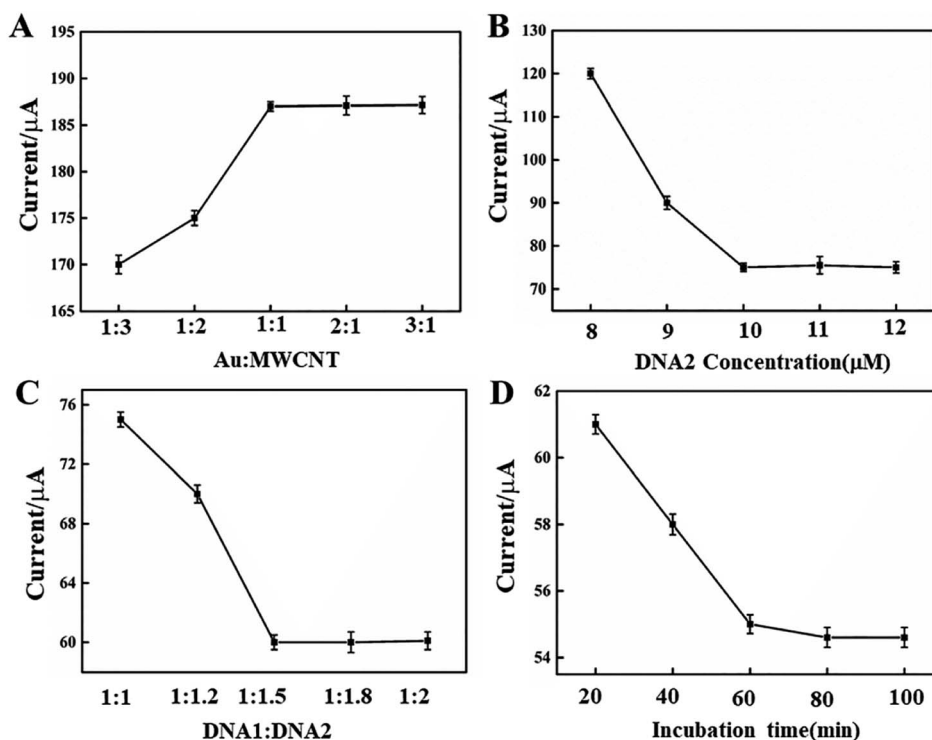 A
195
190
185
180
175
170
165
Current/μA
1:3 1:2 1:1 2:1 3:1
Au:MWCNT
B
130
120
110
100
90
80
70
Current/μA
8 9 10 11 12
DNA2 Concentration(μM)
C
76
72
68
64
60
Current/μA
1:1 1:1.2 1:1.5 1:1.8 1:2
DNA1:DNA2
D
62
60
58
56
54
Current/μA
20 40 60 80 100
Incubation time(min)